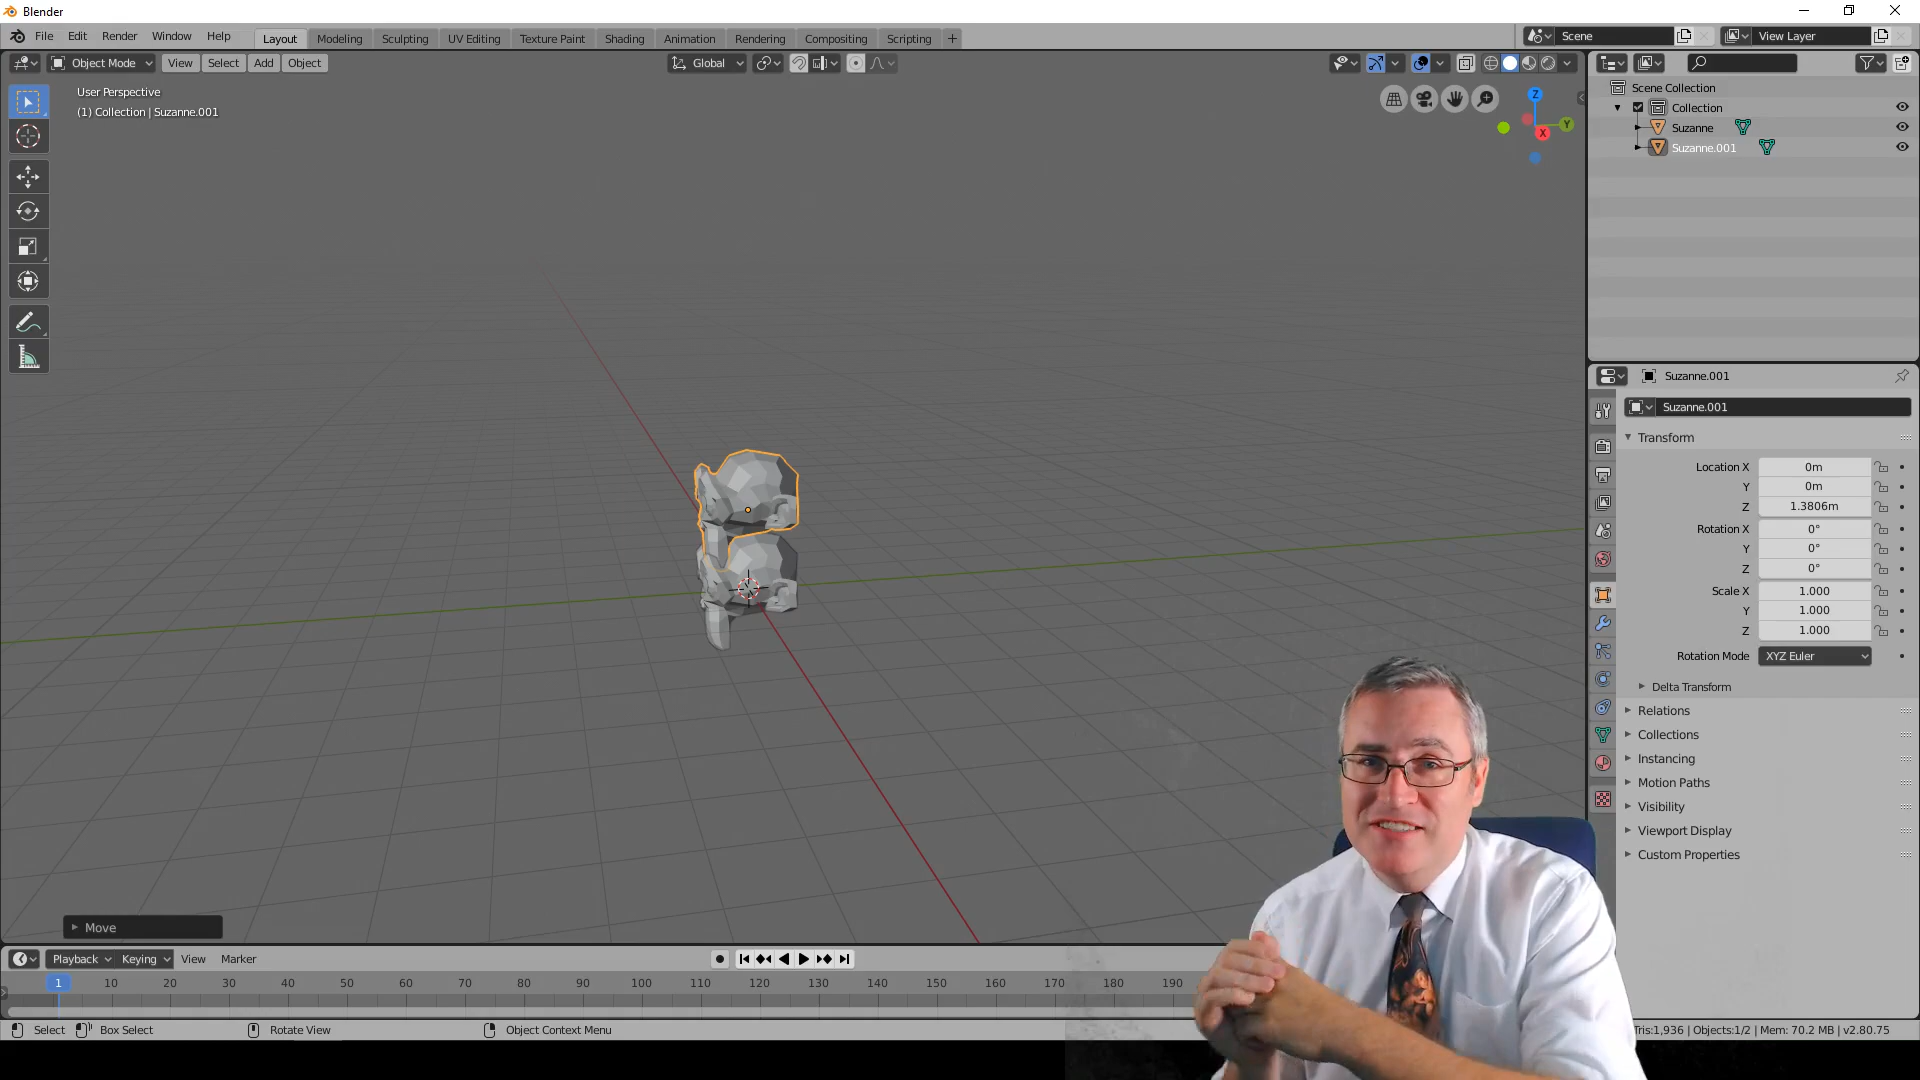 Blender
File Edit Render Window Help Layout Modeling Sculpting UV Editing Texture Paint Shading Animation Rendering Compositing Scripting + Scene View Layer
Object Mode View Select Add Object Global
User Perspective
(1) Collection | Suzanne.001
Z
Y
X
Scene Collection
Collection
Suzanne
Suzanne.001
Suzanne.001
Suzanne.001
Transform
Location X 0m
Y 0m
Z 1.3806m
Rotation X 0°
Y 0°
Z 0°
Scale X 1.000
Y 1.000
Z 1.000
Rotation Mode XYZ Euler
Delta Transform
Relations
Collections
Instancing
Motion Paths
Visibility
Viewport Display
Custom Properties
Move
Playback Keying View Marker
1 10 20 30 40 50 60 70 80 90 100 110 120 130 140 150 160 170 180 190
Select Box Select Rotate View Object Context Menu
Tris:1,936 | Objects:1/2 | Mem: 70.2 MB | v2.80.75